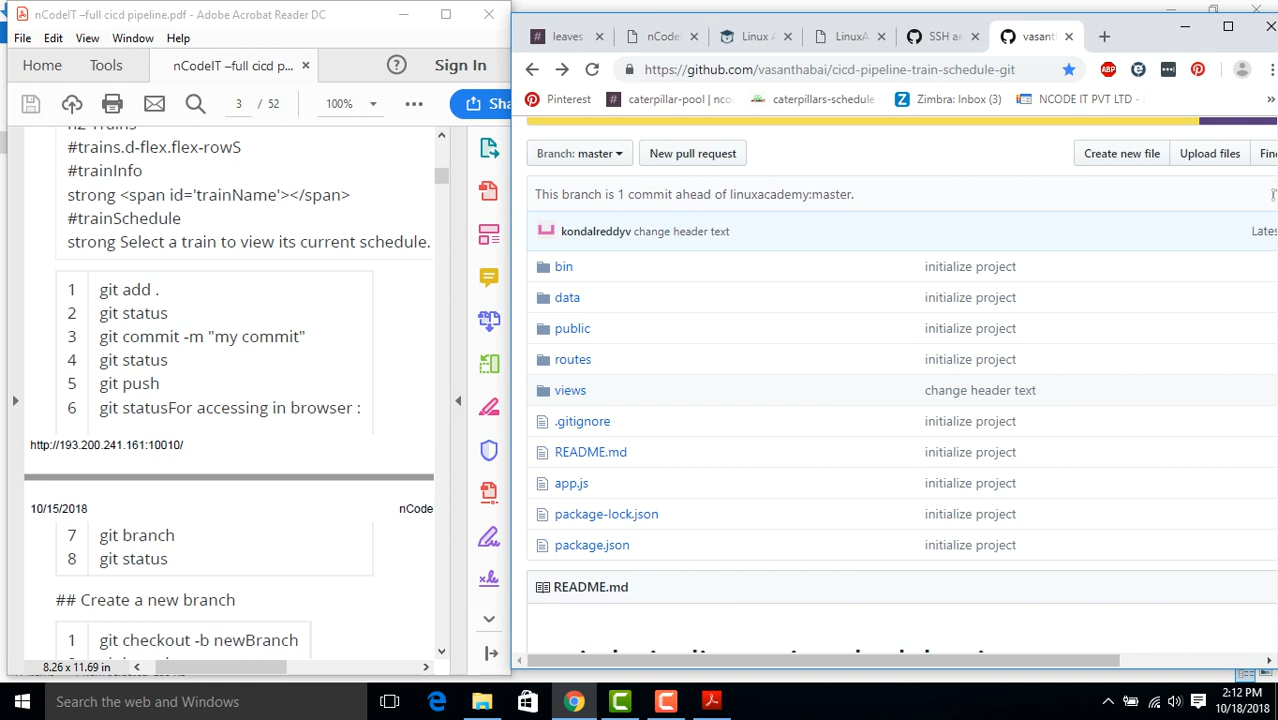 nCodeIT –full cicd pipeline.pdf - Adobe Acrobat Reader DC
File Edit View Window Help
Home Tools nCodeIT –full cicd p... × Sign In
3 / 52 100% Sha
#trains.d-flex.flex-rowS
#trainInfo
strong <span id='trainName'></span>
#trainSchedule
strong Select a train to view its current schedule.
1 git add .
2 git status
3 git commit -m "my commit"
4 git status
5 git push
6 git statusFor accessing in browser :
http://193.200.241.161:10010/
10/15/2018 nCode
7 git branch
8 git status
## Create a new branch
1 git checkout -b newBranch
8.26 x 11.69 in
leaves nCodeI Linux A LinuxA SSH an vasant
https://github.com/vasanthabai/cicd-pipeline-train-schedule-git
Pinterest caterpillar-pool | nco caterpillars-schedule Zimbra: Inbox (3) NCODE IT PVT LTD - »
Branch: master New pull request Create new file Upload files Fin
This branch is 1 commit ahead of linuxacademy:master.
kondalreddyv change header text Lates
bin initialize project
data initialize project
public initialize project
routes initialize project
views change header text
.gitignore initialize project
README.md initialize project
app.js initialize project
package-lock.json initialize project
package.json initialize project
README.md
Search the web and Windows
2:12 PM
10/18/2018